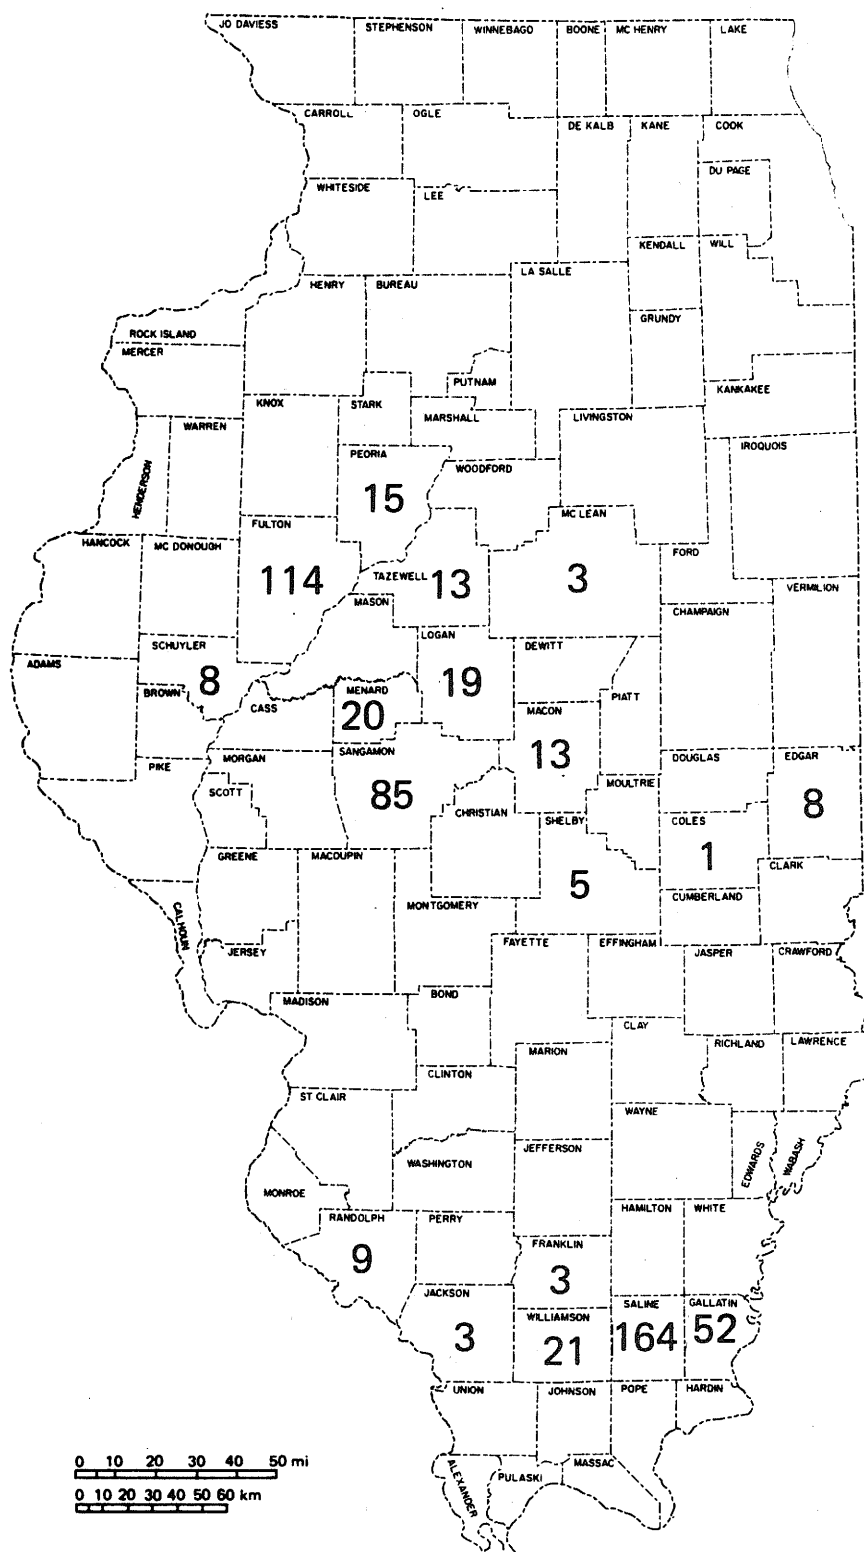 JO DAVIESS
STEPHENSON
WINNEBAGO
BOONE
MC HENRY
LAKE
CARROLL
OGLE
DE KALB
KANE
COOK
DU PAGE
WHITESIDE
LEE
KENDALL
WILL
LA SALLE
HENRY
BUREAU
GRUNDY
ROCK ISLAND
MERCER
PUTNAM
KANKAKEE
KNOX
STARK
MARSHALL
LIVINGSTON
WARREN
IROQUOIS
PEORIA
15
WOODFORD
HENDERSON
MC LEAN
3
FULTON
114
HANCOCK
MC DONOUGH
FORD
TAZEWELL
13
VERMILION
MASON
CHAMPAIGN
LOGAN
19
SCHUYLER
8
DEWITT
ADAMS
BROWN
CASS
MENARD
20
PIATT
MACON
13
SANGAMON
85
MORGAN
DOUGLAS
EDGAR
8
PIKE
SCOTT
MOULTRIE
CHRISTIAN
SHELBY
5
COLES
1
GREENE
MACOUPIN
CLARK
CUMBERLAND
MONTGOMERY
CALHOUN
FAYETTE
EFFINGHAM
JERSEY
JASPER
CRAWFORD
MADISON
BOND
CLAY
RICHLAND
LAWRENCE
MARION
CLINTON
ST CLAIR
WAYNE
JEFFERSON
EDWARDS
WABASH
WASHINGTON
MONROE
HAMILTON
WHITE
RANDOLPH
9
PERRY
FRANKLIN
3
JACKSON
3
WILLIAMSON
21
SALINE
164
GALLATIN
52
UNION
JOHNSON
POPE
HARDIN
ALEXANDER
PULASKI
MASSAC
0 10 20 30 40 50 mi
0 10 20 30 40 50 60 km